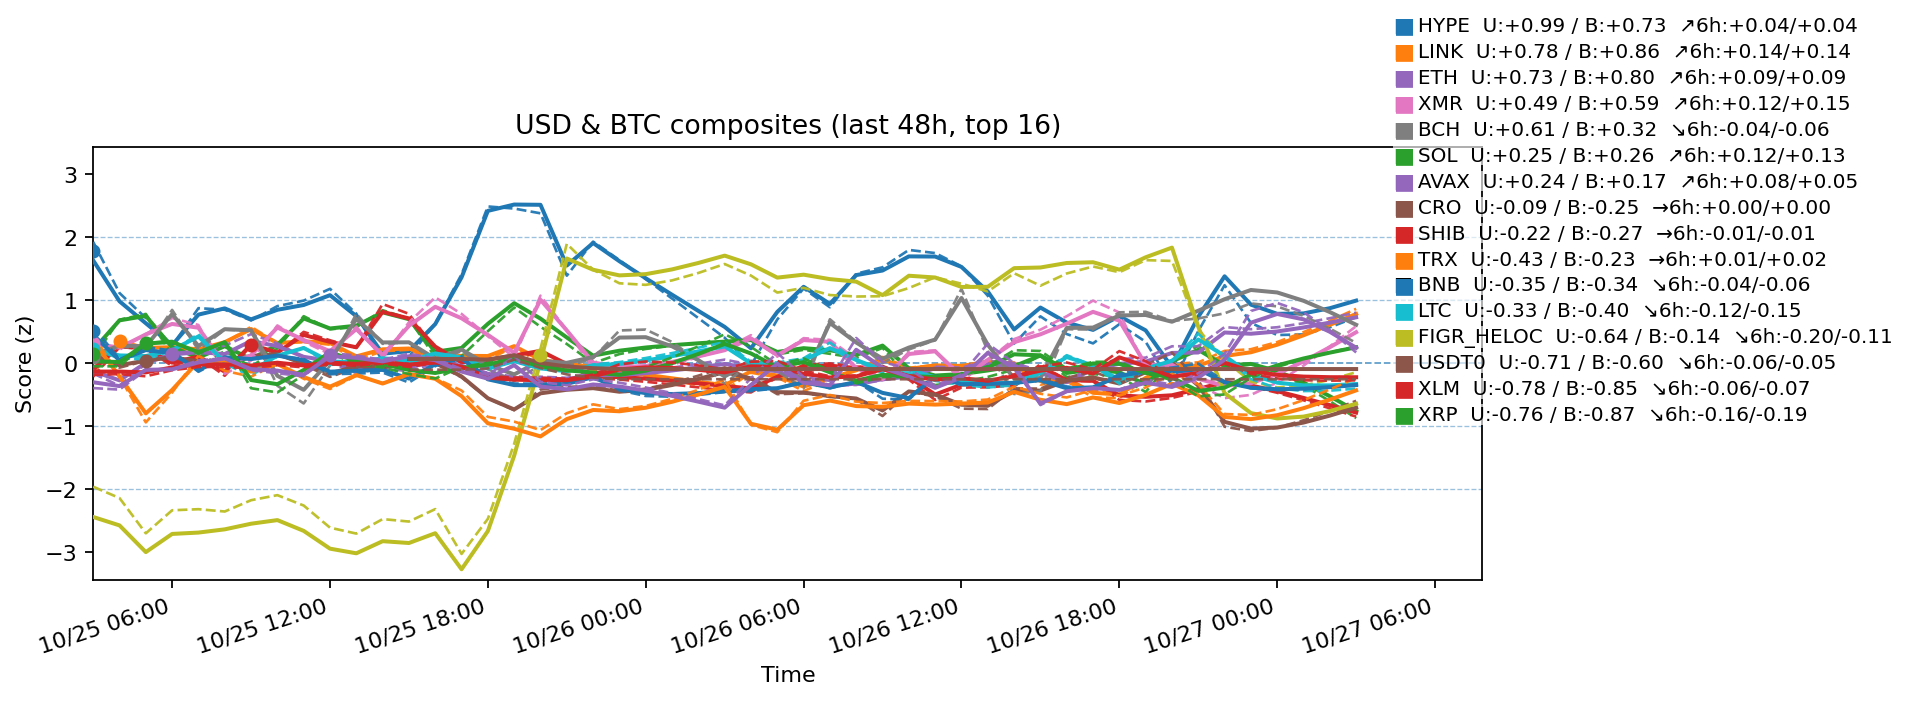 HYPE U:+0.99 / B:+0.73 ↗6h:+0.04/+0.04
LINK U:+0.78 / B:+0.86 ↗6h:+0.14/+0.14
ETH U:+0.73 / B:+0.80 ↗6h:+0.09/+0.09
XMR U:+0.49 / B:+0.59 ↗6h:+0.12/+0.15
BCH U:+0.61 / B:+0.32 ↘6h:-0.04/-0.06
SOL U:+0.25 / B:+0.26 ↗6h:+0.12/+0.13
AVAX U:+0.24 / B:+0.17 ↗6h:+0.08/+0.05
CRO U:-0.09 / B:-0.25 →6h:+0.00/+0.00
SHIB U:-0.22 / B:-0.27 →6h:-0.01/-0.01
TRX U:-0.43 / B:-0.23 →6h:+0.01/+0.02
BNB U:-0.35 / B:-0.34 ↘6h:-0.04/-0.06
LTC U:-0.33 / B:-0.40 ↘6h:-0.12/-0.15
FIGR_HELOC U:-0.64 / B:-0.14 ↘6h:-0.20/-0.11
USDT0 U:-0.71 / B:-0.60 ↘6h:-0.06/-0.05
XLM U:-0.78 / B:-0.85 ↘6h:-0.06/-0.07
XRP U:-0.76 / B:-0.87 ↘6h:-0.16/-0.19
USD & BTC composites (last 48h, top 16)
Score (z)
3
2
1
0
−1
−2
−3
10/25 06:00
10/25 12:00
10/25 18:00
10/26 00:00
10/26 06:00
10/26 12:00
10/26 18:00
10/27 00:00
10/27 06:00
Time